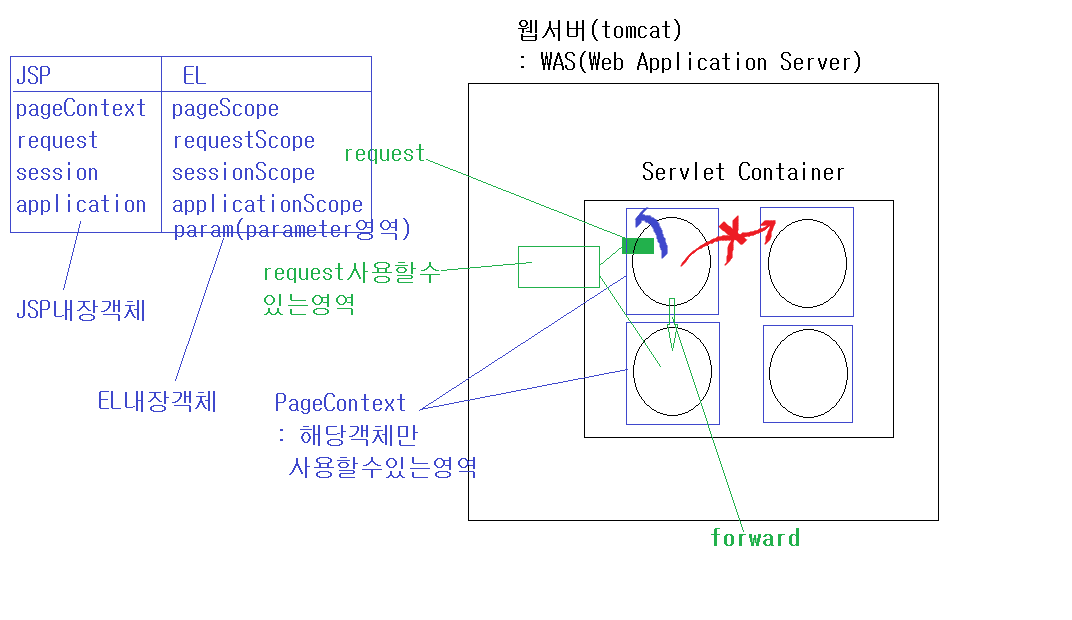 웹서버(tomcat)
: WAS(Web Application Server)
JSP EL
pageContext pageScope
request requestScope
session sessionScope
application applicationScope
param(parameter영역)
request
Servlet Container
request사용할수
있는영역
JSP내장객체
EL내장객체
PageContext
: 해당객체만
사용할수있는영역
forward